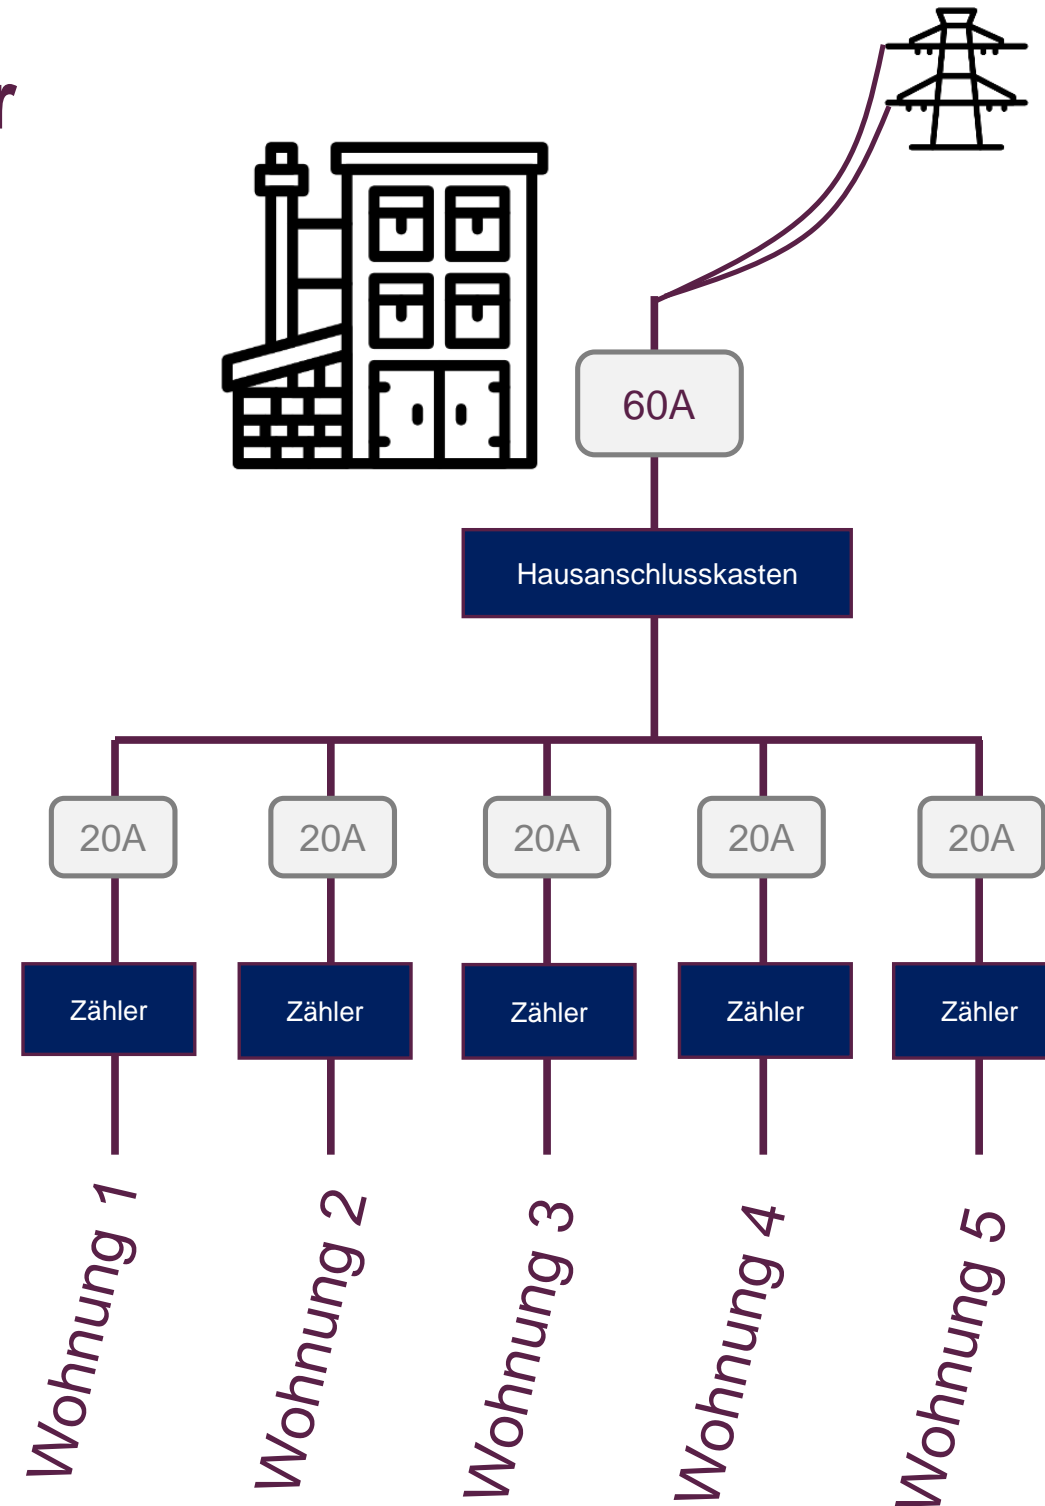 r
60A
Hausanschlusskasten
20A
20A
20A
20A
20A
Zähler
Zähler
Zähler
Zähler
Zähler
Wohnung 1
Wohnung 2
Wohnung 3
Wohnung 4
Wohnung 5